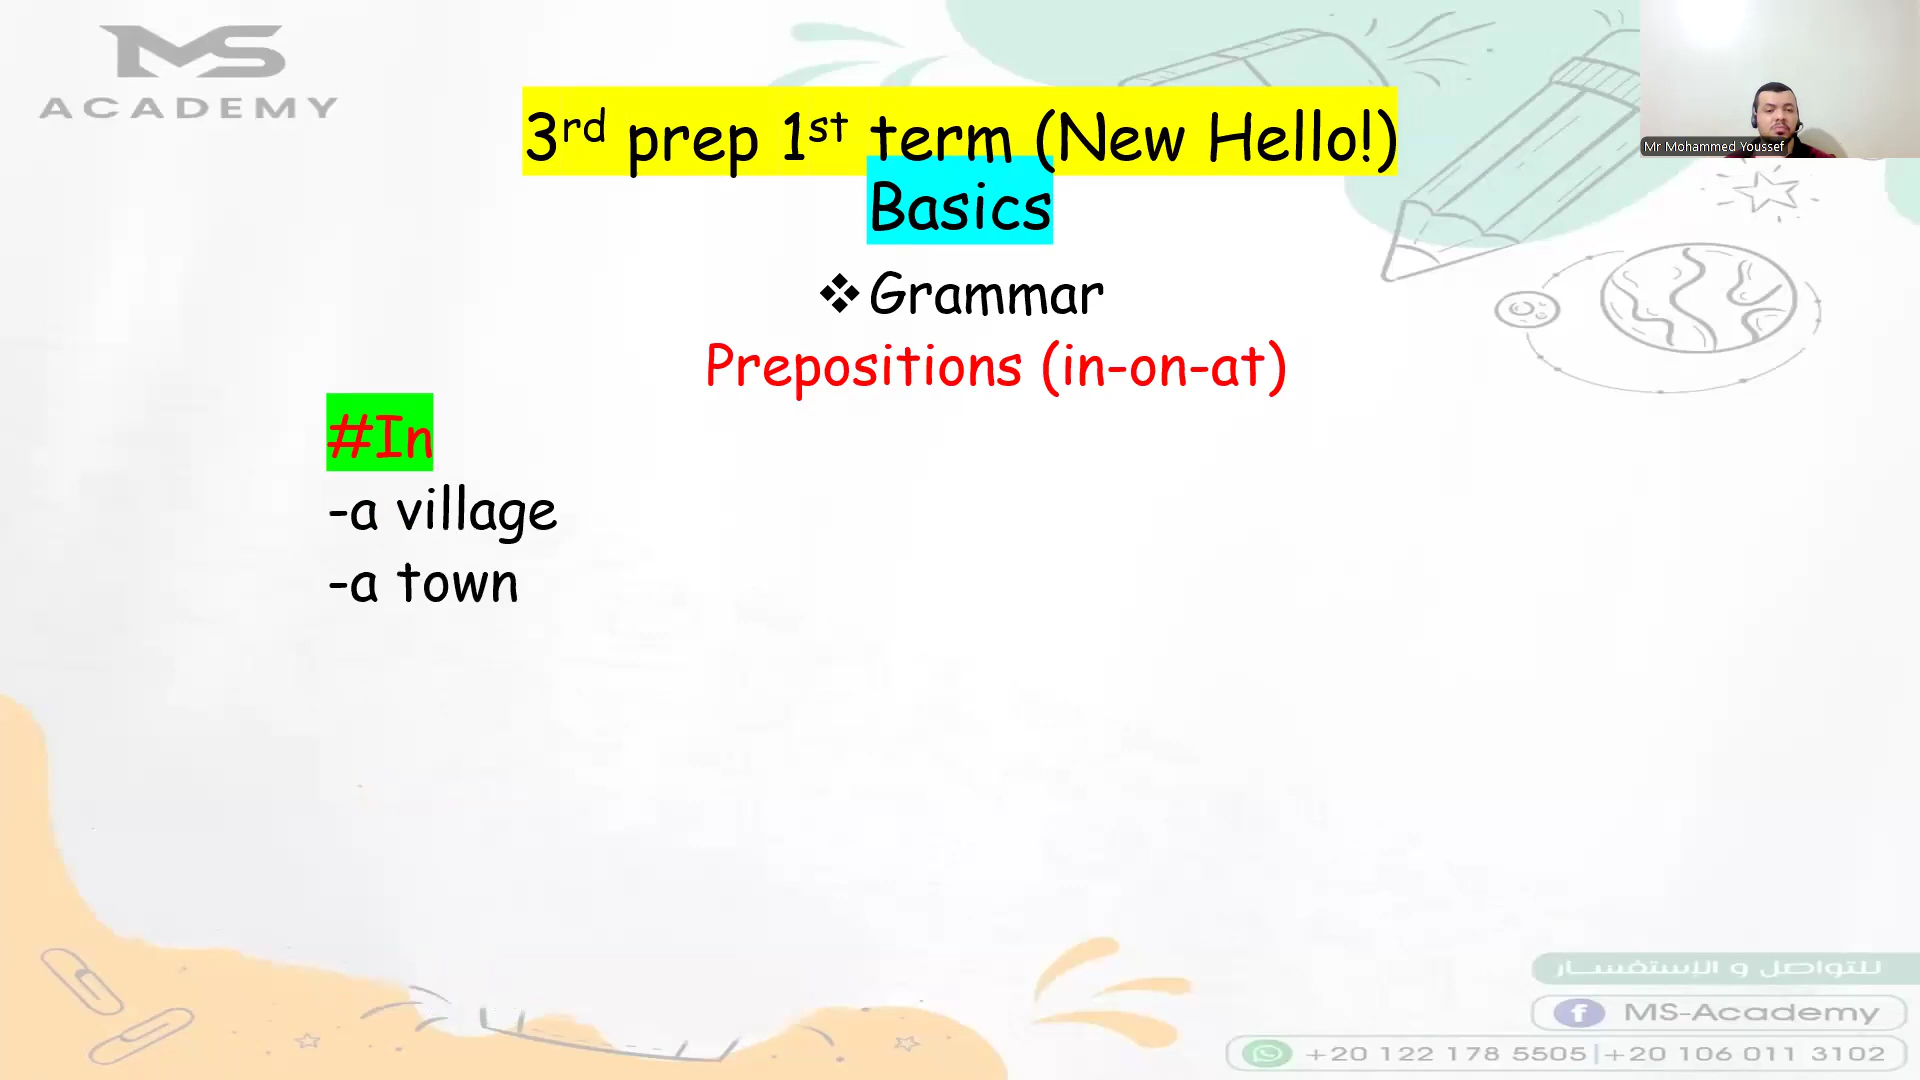 MS
ACADEMY
3rd prep 1st term (New Hello!)
Mr Mohammed Youssef
Basics
❖Grammar
Prepositions (in-on-at)
#In
-a village
-a town
للتواصل و الإستفسار
MS-Academy
+20 122 178 5505|+20 106 011 3102